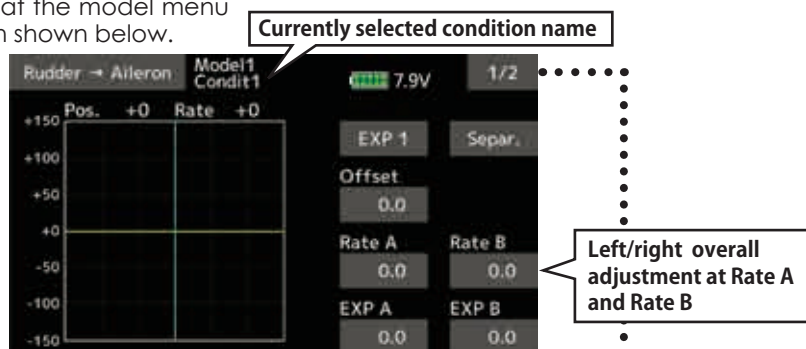 at the model menu
shown below.
Currently selected condition name
Rudder → Aileron
Model1
Condit1
7.9V
1/2
Pos. +0 Rate +0
+150
+100
+50
+0
-50
-100
-150
EXP 1
Separ.
Offset
0.0
Rate A
Rate B
0.0
0.0
EXP A
EXP B
0.0
0.0
Left/right overall
adjustment at Rate A
and Rate B